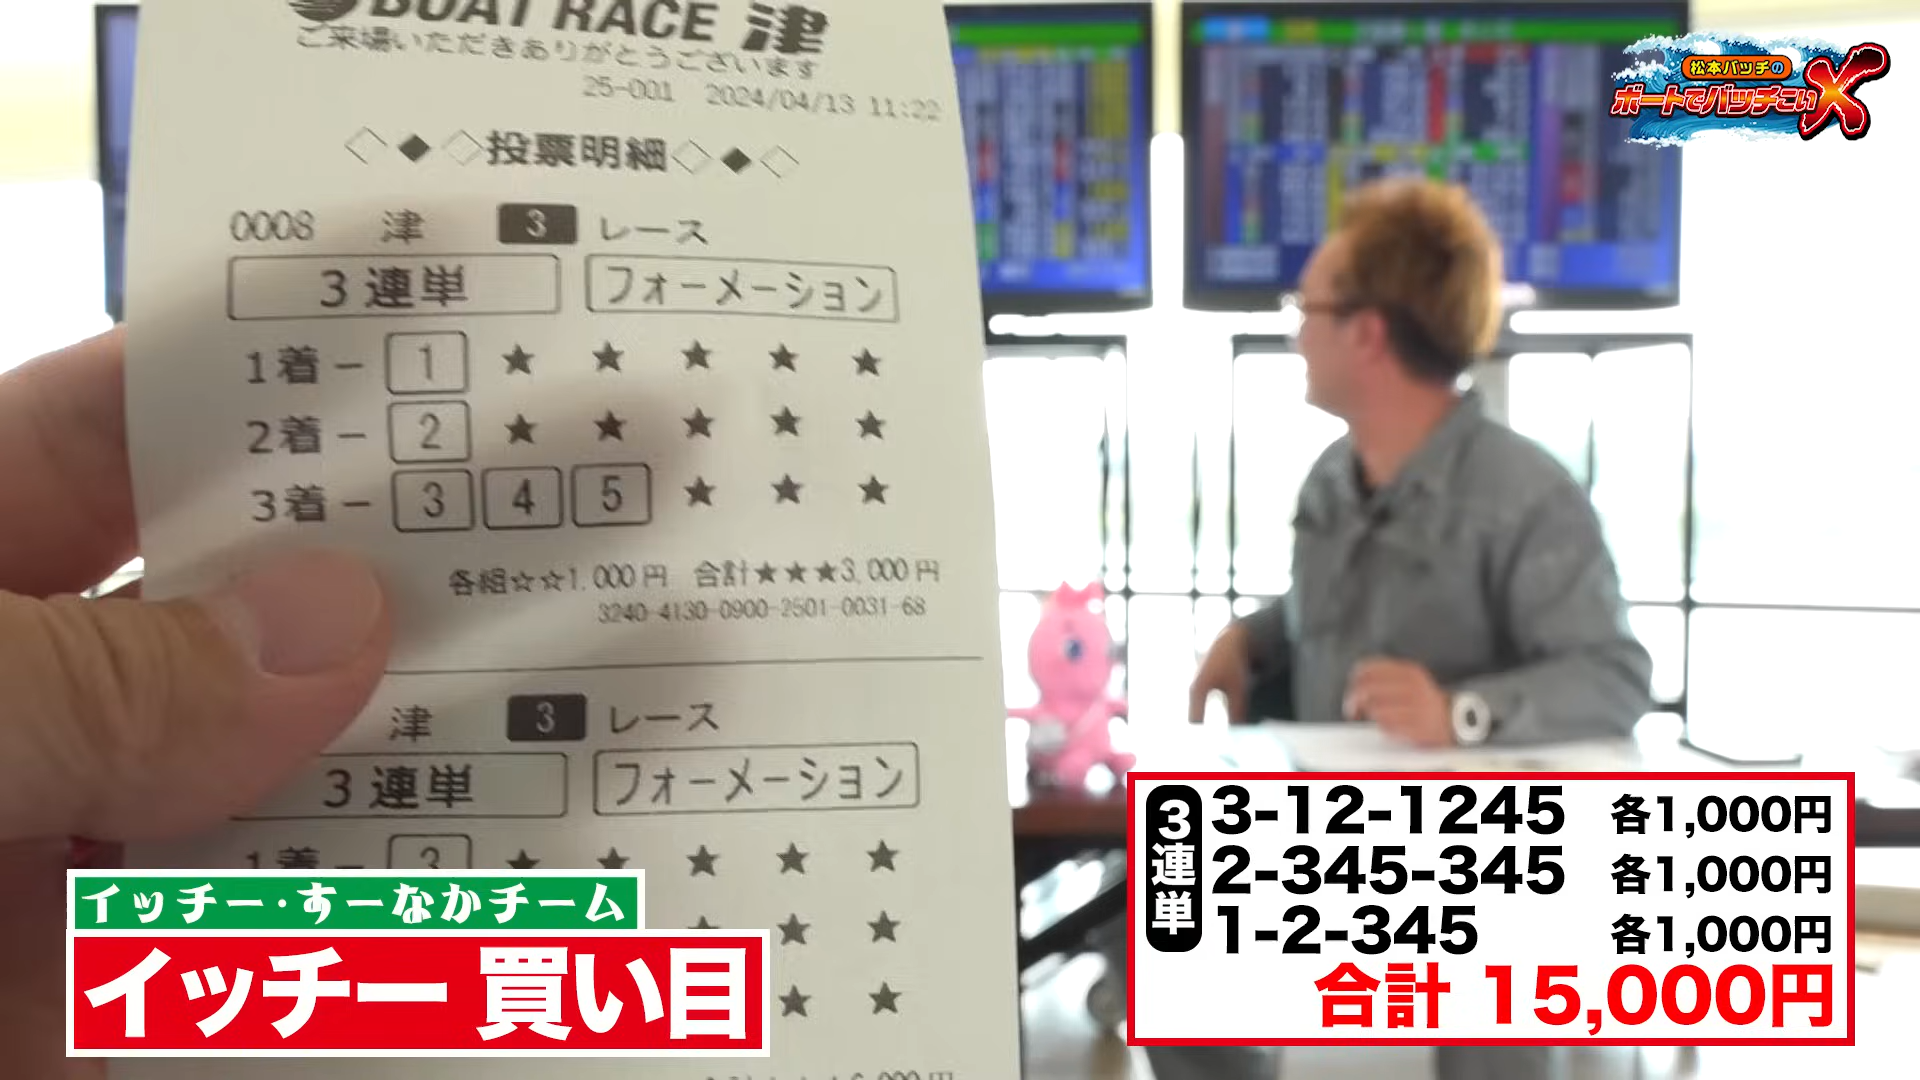 BOAT RACE 津
ご来場いただきありがとうございます
25-001 2024/04/13 11:22
◇◆◇投票明細◇◆◇
0008 津 3 レース
3連単 フォーメーション
1着- 1 ★ ★ ★ ★ ★
2着- 2 ★ ★ ★ ★ ★
3着- 3 4 5 ★ ★ ★
各組☆☆1,000円 合計★★★3,000円
3240-4130-0900-2501-0031-68
津 3 レース
3連単 フォーメーション
1着- 3 ★ ★ ★ ★ ★
★ ★ ★
★ ★
松本バッチの
ボートでバッチこいX
イッチー・すーなかチーム
イッチー 買い目
3連単
3-12-1245 各1,000円
2-345-345 各1,000円
1-2-345 各1,000円
合計 15,000円